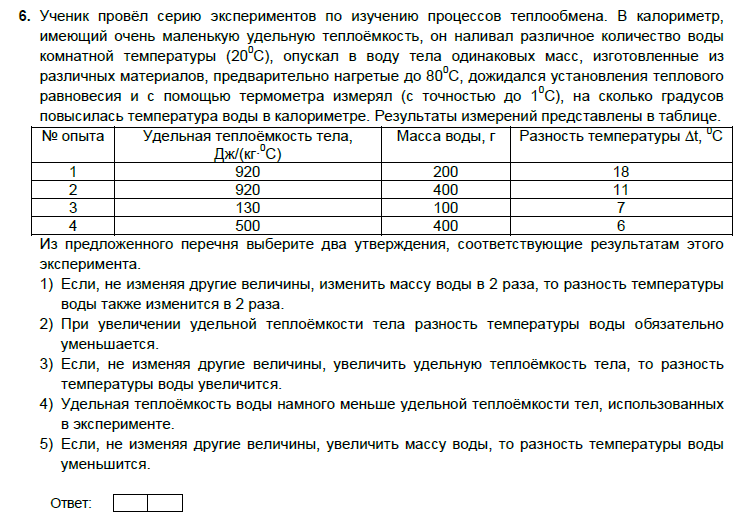 6. Ученик провёл серию экспериментов по изучению процессов теплообмена. В калориметр,
имеющий очень маленькую удельную теплоёмкость, он наливал различное количество воды
комнатной температуры (20⁰С), опускал в воду тела одинаковых масс, изготовленные из
различных материалов, предварительно нагретые до 80⁰С, дожидался установления теплового
равновесия и с помощью термометра измерял (с точностью до 1⁰С), на сколько градусов
повысилась температура воды в калориметре. Результаты измерений представлены в таблице.
№ опыта Удельная теплоёмкость тела, Дж/(кг·⁰С) Масса воды, г Разность температуры Δt, ⁰С
1 920 200 18
2 920 400 11
3 130 100 7
4 500 400 6
Из предложенного перечня выберите два утверждения, соответствующие результатам этого
эксперимента.
1) Если, не изменяя другие величины, изменить массу воды в 2 раза, то разность температуры
воды также изменится в 2 раза.
2) При увеличении удельной теплоёмкости тела разность температуры воды обязательно
уменьшается.
3) Если, не изменяя другие величины, увеличить удельную теплоёмкость тела, то разность
температуры воды увеличится.
4) Удельная теплоёмкость воды намного меньше удельной теплоёмкости тел, использованных
в эксперименте.
5) Если, не изменяя другие величины, увеличить массу воды, то разность температуры воды
уменьшится.
Ответ: